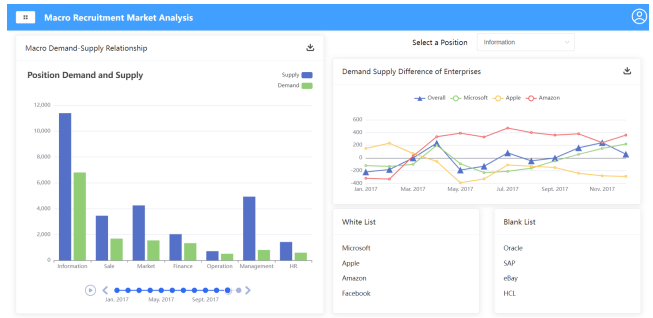 Macro Recruitment Market Analysis
Macro Demand-Supply Relationship
Position Demand and Supply
Supply
Demand
12,000
10,000
8,000
6,000
4,000
2,000
0
Information Sale Market Finance Operation Management HR
Jan. 2017 May. 2017 Sept. 2017
Select a Position Information
Demand Supply Difference of Enterprises
Overall Microsoft Apple Amazon
600
400
200
0
-200
-400
Jan. 2017 Mar. 2017 May. 2017 Jul. 2017 Sept. 2017 Nov. 2017
White List
Microsoft
Apple
Amazon
Facebook
Blank List
Oracle
SAP
eBay
HCL